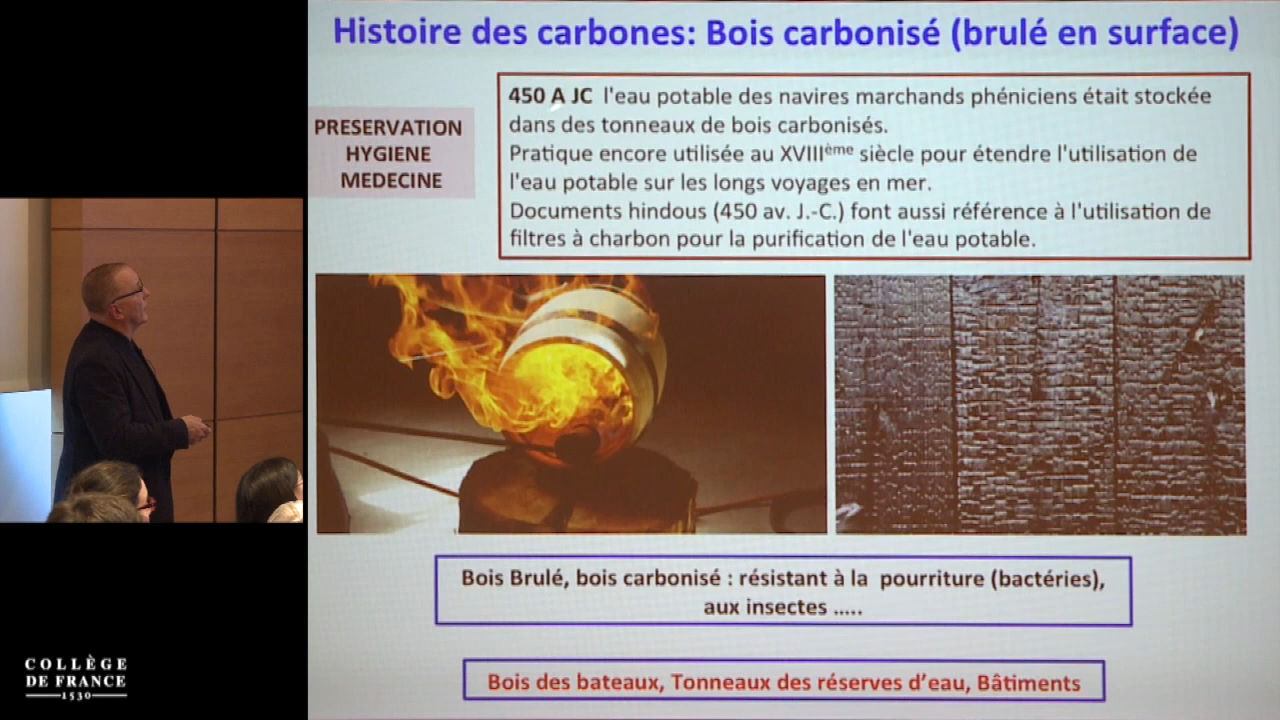 Histoire des carbones: Bois carbonisé (brulé en surface)
PRESERVATION
HYGIENE
MEDECINE
450 A JC l'eau potable des navires marchands phéniciens était stockée
dans des tonneaux de bois carbonisés.
Pratique encore utilisée au XVIIIème siècle pour étendre l'utilisation de
l'eau potable sur les longs voyages en mer.
Documents hindous (450 av. J.-C.) font aussi référence à l'utilisation de
filtres à charbon pour la purification de l'eau potable.
Bois Brulé, bois carbonisé : résistant à la pourriture (bactéries),
aux insectes .....
Bois des bateaux, Tonneaux des réserves d'eau, Bâtiments
COLLÈGE
DE FRANCE
1530